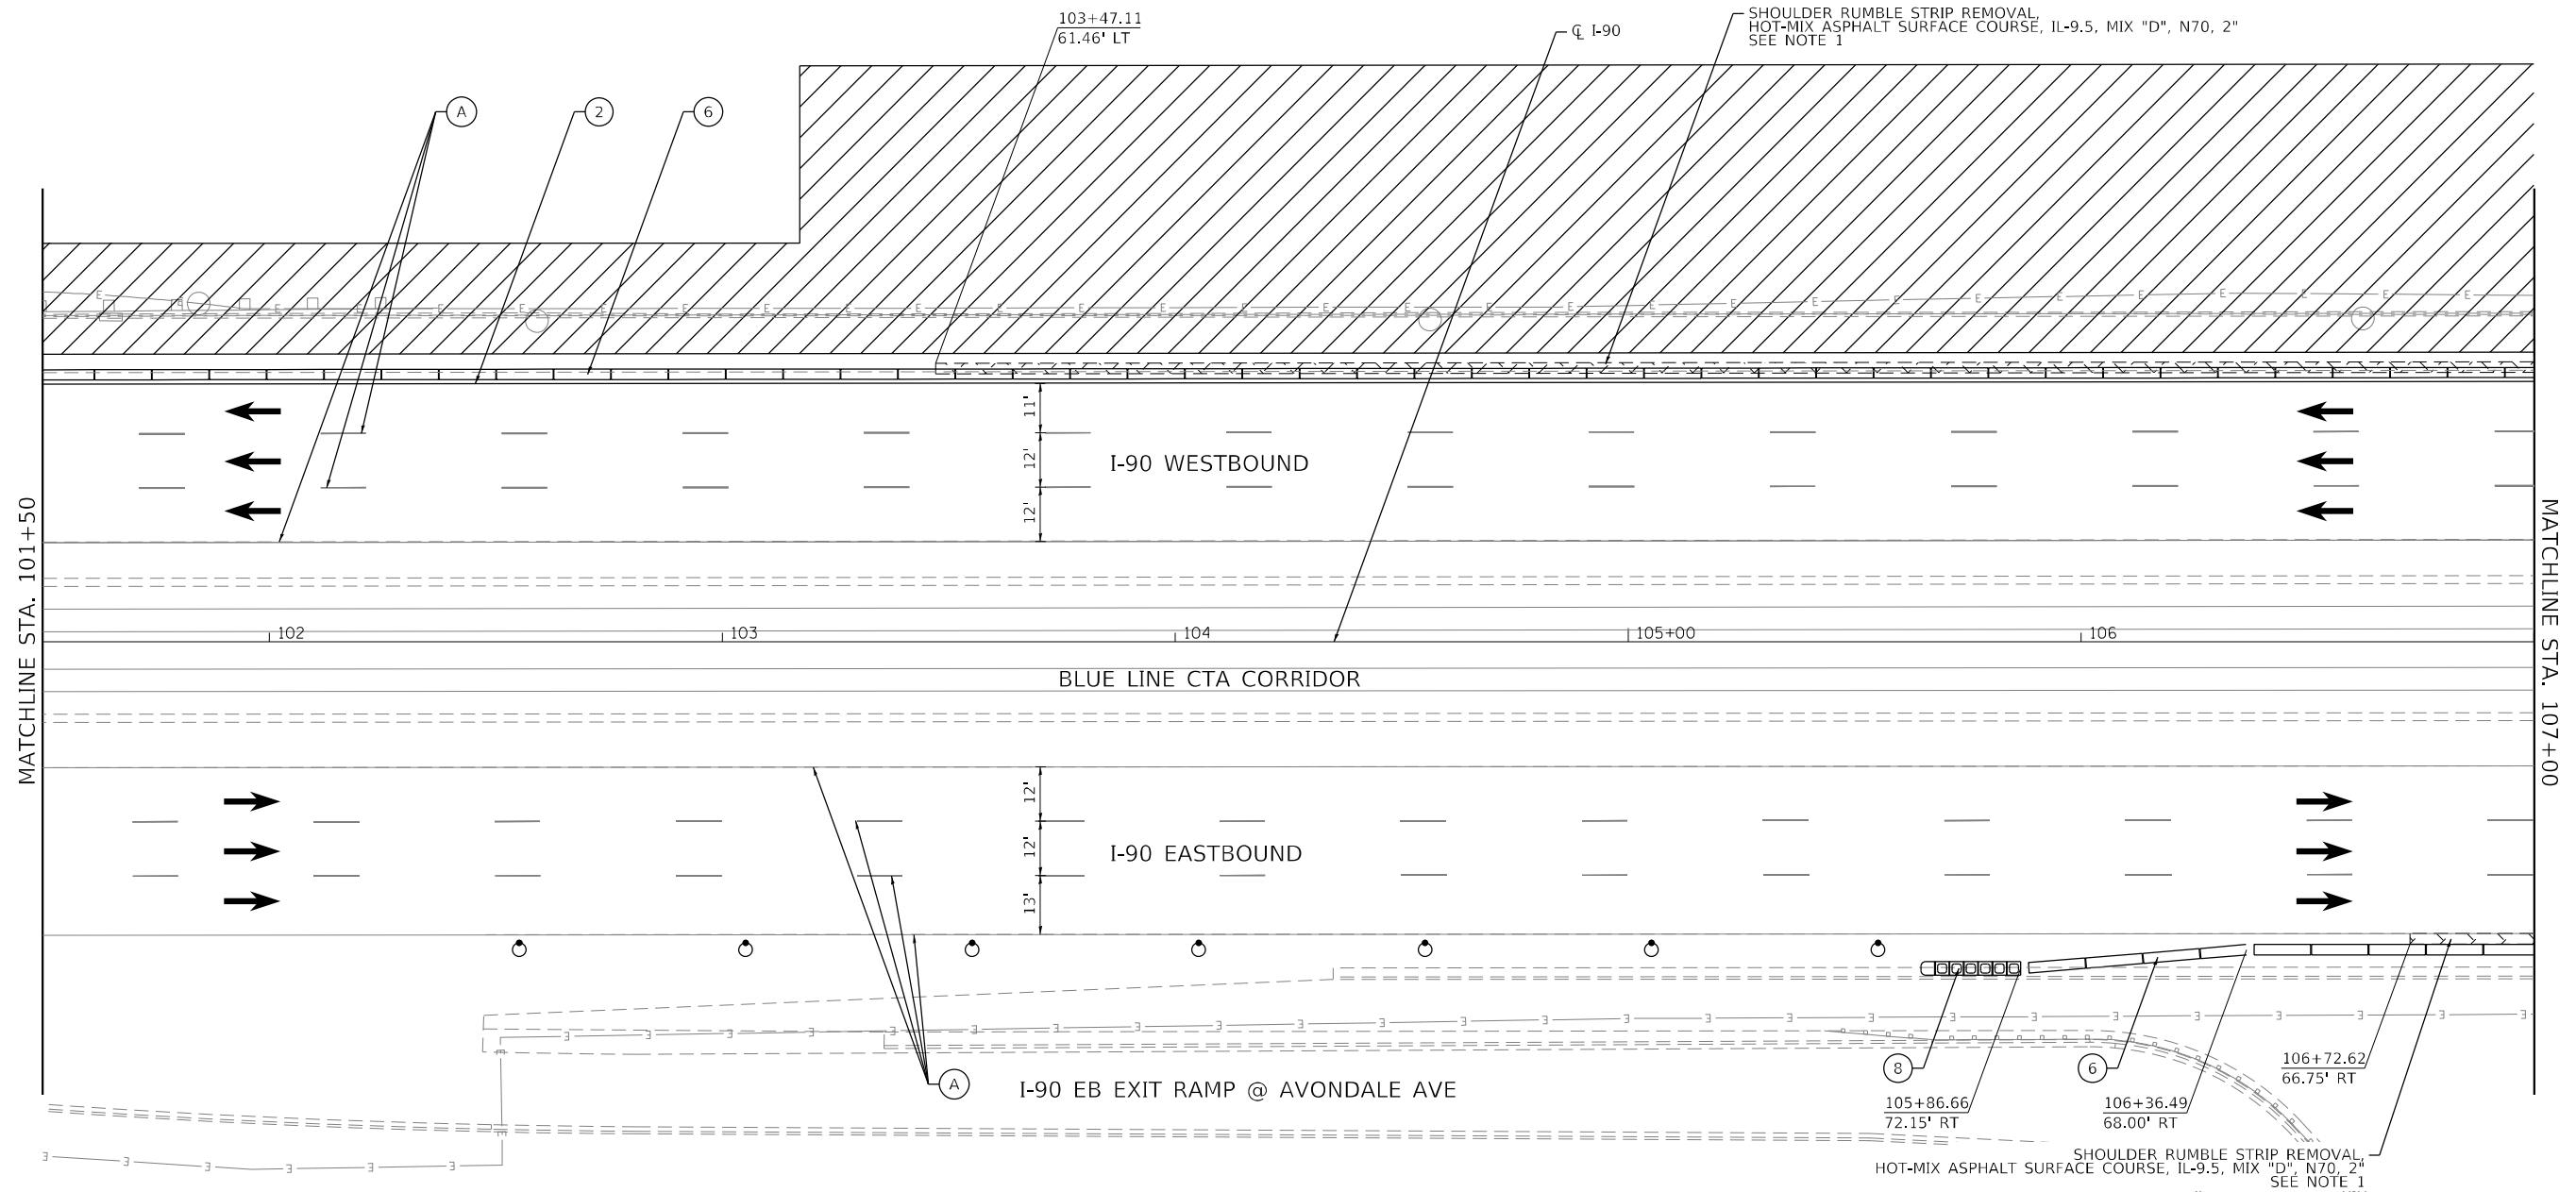 103+47.11
61.46' LT
℄ I-90
SHOULDER RUMBLE STRIP REMOVAL,
HOT-MIX ASPHALT SURFACE COURSE, IL-9.5, MIX "D", N70, 2"
SEE NOTE 1
A
2
6
11'
12'
12'
I-90 WESTBOUND
MATCHLINE STA. 101+50
MATCHLINE STA. 107+00
102
103
104
105+00
106
BLUE LINE CTA CORRIDOR
12'
12'
13'
I-90 EASTBOUND
A
I-90 EB EXIT RAMP @ AVONDALE AVE
8
6
105+86.66
72.15' RT
106+36.49
68.00' RT
106+72.62
66.75' RT
SHOULDER RUMBLE STRIP REMOVAL,
HOT-MIX ASPHALT SURFACE COURSE, IL-9.5, MIX "D", N70, 2"
SEE NOTE 1